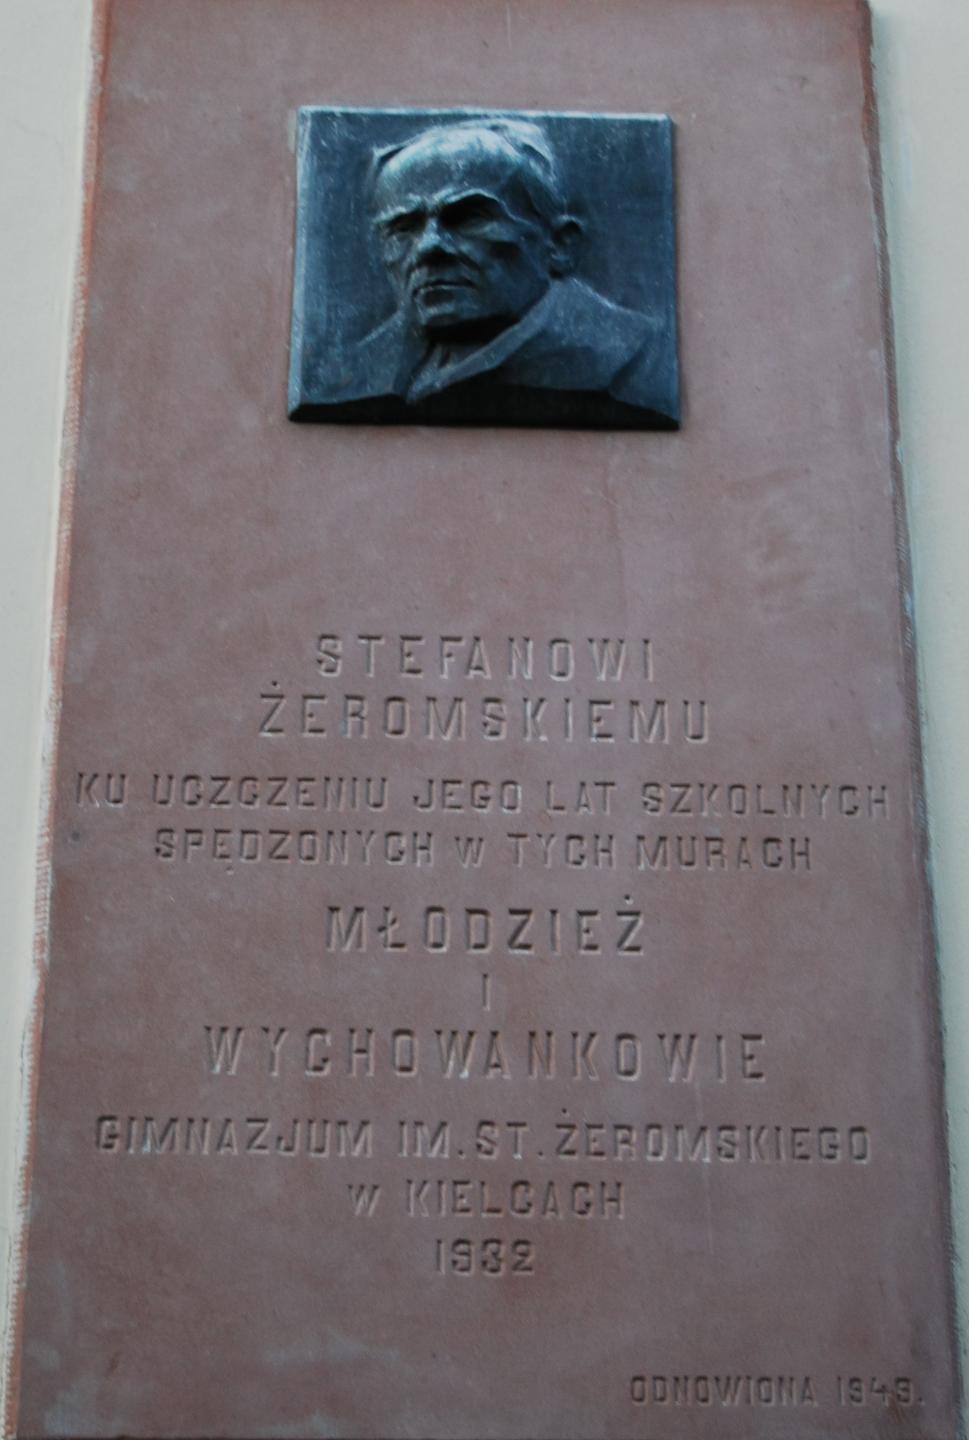 STEFANOWI
ŻEROMSKIEMU
KU UCZCZENIU JEGO LAT SZKOLNYCH
SPĘDZONYCH W TYCH MURACH
MŁODZIEŻ
I
WYCHOWANKOWIE
GIMNAZJUM IM. ST. ŻEROMSKIEGO
W KIELCACH
1932
ODNOWIONA 1949.